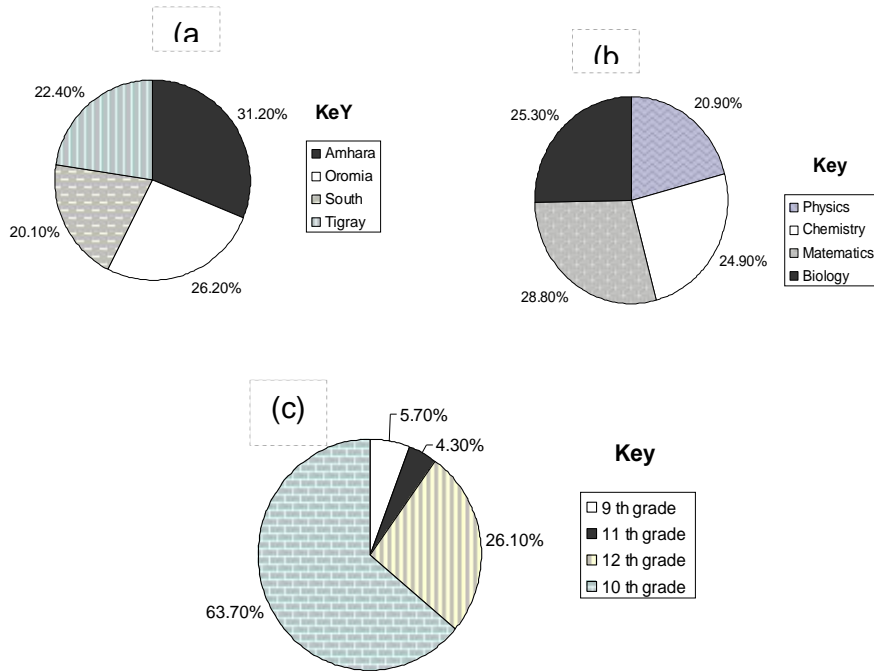 (a
22.40%
31.20%
20.10%
26.20%
KeY
Amhara
Oromia
South
Tigray
(b
25.30%
20.90%
28.80%
24.90%
Key
Physics
Chemistry
Matematics
Biology
(c)
5.70%
4.30%
26.10%
63.70%
Key
9 th grade
11 th grade
12 th grade
10 th grade